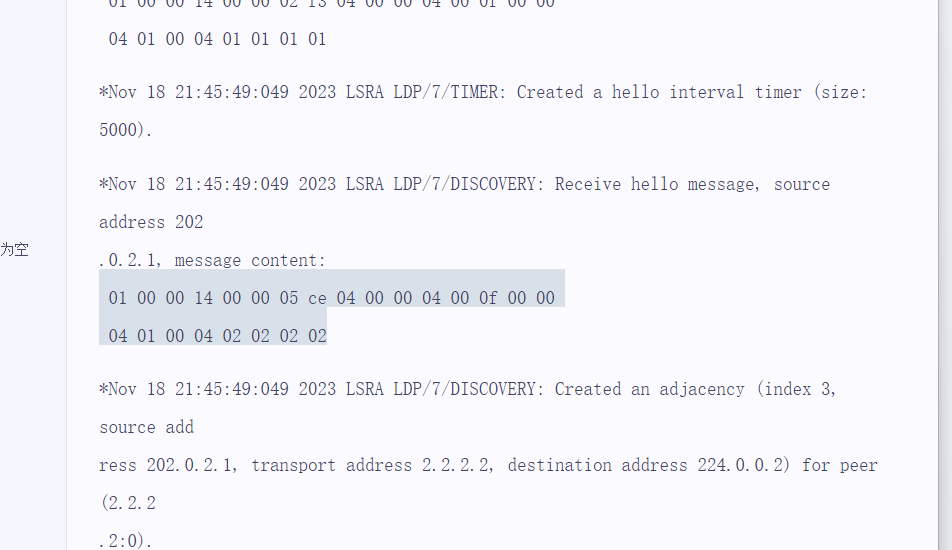 01 00 00 14 00 00 02 13 04 00 00 04 00 0f 00 00
04 01 00 04 01 01 01 01
*Nov 18 21:45:49:049 2023 LSRA LDP/7/TIMER: Created a hello interval timer (size:
5000).
*Nov 18 21:45:49:049 2023 LSRA LDP/7/DISCOVERY: Receive hello message, source
address 202
为空
.0.2.1, message content:
01 00 00 14 00 00 05 ce 04 00 00 04 00 0f 00 00
04 01 00 04 02 02 02 02
*Nov 18 21:45:49:049 2023 LSRA LDP/7/DISCOVERY: Created an adjacency (index 3,
source add
ress 202.0.2.1, transport address 2.2.2.2, destination address 224.0.0.2) for peer
(2.2.2
.2:0).